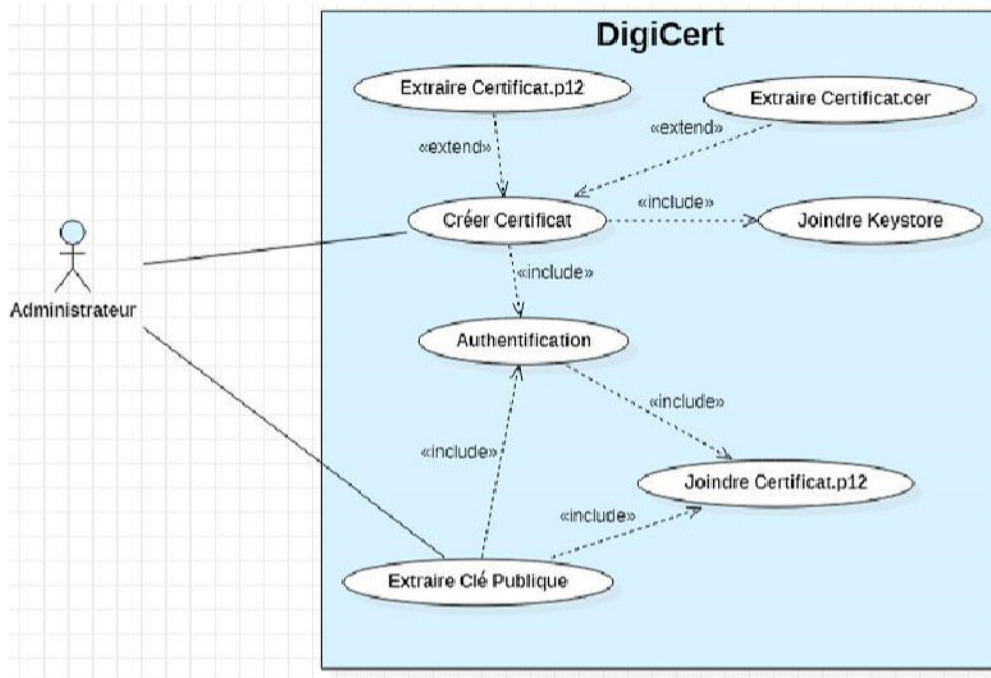 DigiCert
Extraire Certificat.p12
Extraire Certificat.cer
«extend»
«extend»
Créer Certificat
«include»
Joindre Keystore
«include»
Administrateur
Authentification
«include»
«include»
Joindre Certificat.p12
«include»
Extraire Clé Publique